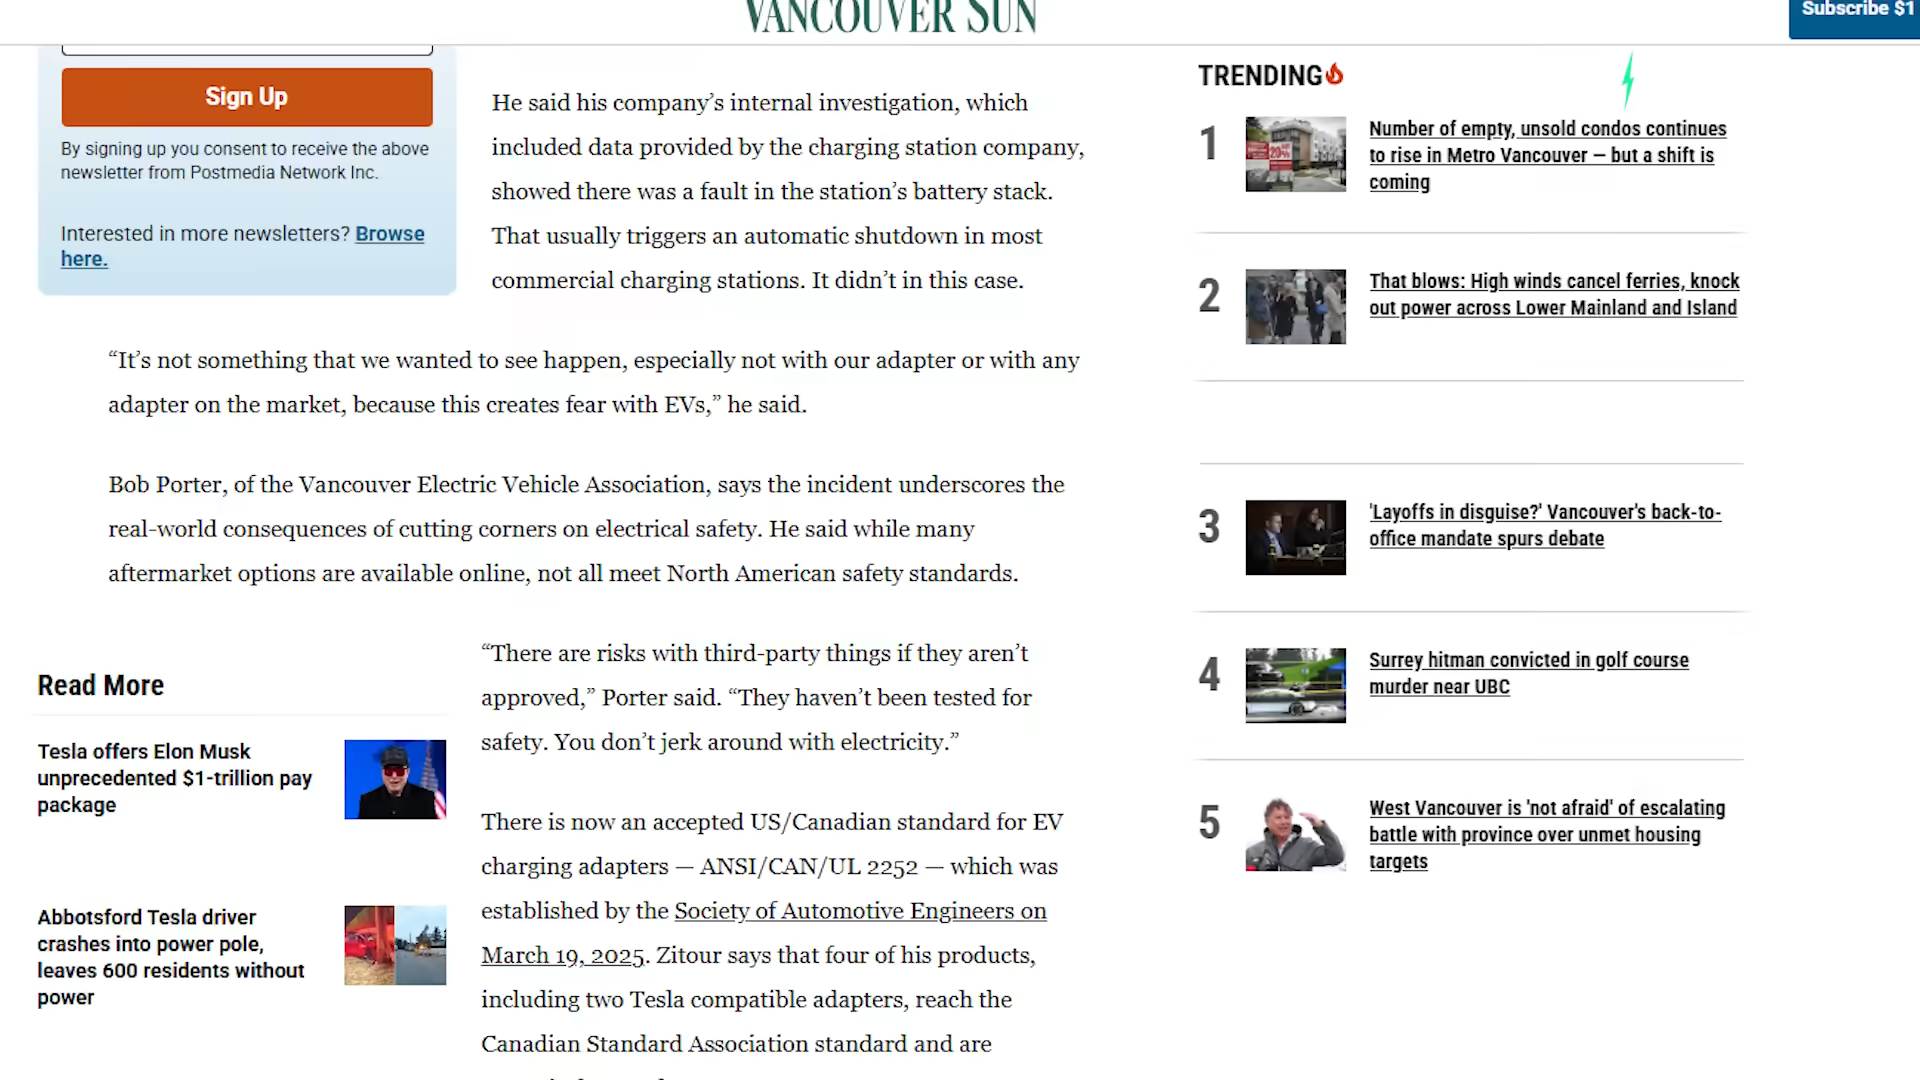 VANCOUVER SUN
Subscribe $1
Sign Up
By signing up you consent to receive the above
newsletter from Postmedia Network Inc.
Interested in more newsletters? Browse
here.
He said his company’s internal investigation, which
included data provided by the charging station company,
showed there was a fault in the station’s battery stack.
That usually triggers an automatic shutdown in most
commercial charging stations. It didn’t in this case.
“It’s not something that we wanted to see happen, especially not with our adapter or with any
adapter on the market, because this creates fear with EVs,” he said.
Bob Porter, of the Vancouver Electric Vehicle Association, says the incident underscores the
real-world consequences of cutting corners on electrical safety. He said while many
aftermarket options are available online, not all meet North American safety standards.
Read More
Tesla offers Elon Musk
unprecedented $1-trillion pay
package
Abbotsford Tesla driver
crashes into power pole,
leaves 600 residents without
power
“There are risks with third-party things if they aren’t
approved,” Porter said. “They haven’t been tested for
safety. You don’t jerk around with electricity.”
There is now an accepted US/Canadian standard for EV
charging adapters — ANSI/CAN/UL 2252 — which was
established by the Society of Automotive Engineers on
March 19, 2025. Zitour says that four of his products,
including two Tesla compatible adapters, reach the
Canadian Standard Association standard and are
TRENDING
1
Number of empty, unsold condos continues
to rise in Metro Vancouver — but a shift is
coming
2
That blows: High winds cancel ferries, knock
out power across Lower Mainland and Island
3
'Layoffs in disguise?' Vancouver's back-to-
office mandate spurs debate
4
Surrey hitman convicted in golf course
murder near UBC
5
West Vancouver is 'not afraid' of escalating
battle with province over unmet housing
targets